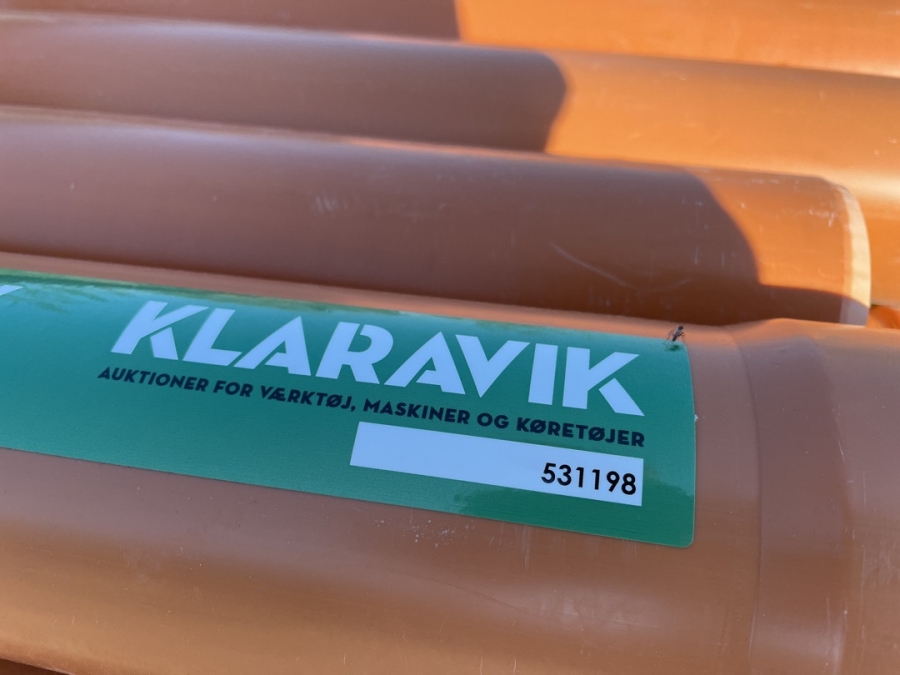 KLARAVIK
AUKTIONER FOR VÆRKTØJ, MASKINER OG KØRETØJER
531198